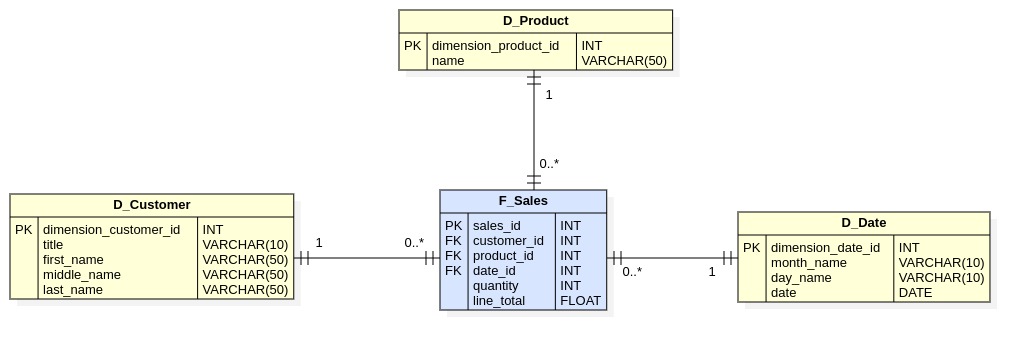 D_Product
PK dimension_product_id INT
name VARCHAR(50)
1
0..*
D_Customer
PK dimension_customer_id INT
title VARCHAR(10)
first_name VARCHAR(50)
middle_name VARCHAR(50)
last_name VARCHAR(50)
1 0..*
F_Sales
PK sales_id INT
FK customer_id INT
FK product_id INT
FK date_id INT
quantity INT
line_total FLOAT
0..* 1
D_Date
PK dimension_date_id INT
month_name VARCHAR(10)
day_name VARCHAR(10)
date DATE